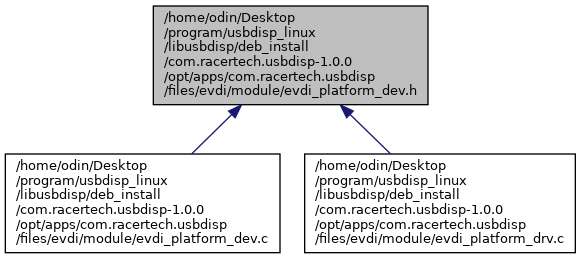 /home/odin/Desktop
/program/usbdisp_linux
/libusbdisp/deb_install
/com.racertech.usbdisp-1.0.0
/opt/apps/com.racertech.usbdisp
/files/evdi/module/evdi_platform_dev.h
/home/odin/Desktop
/program/usbdisp_linux
/libusbdisp/deb_install
/com.racertech.usbdisp-1.0.0
/opt/apps/com.racertech.usbdisp
/files/evdi/module/evdi_platform_dev.c
/home/odin/Desktop
/program/usbdisp_linux
/libusbdisp/deb_install
/com.racertech.usbdisp-1.0.0
/opt/apps/com.racertech.usbdisp
/files/evdi/module/evdi_platform_drv.c